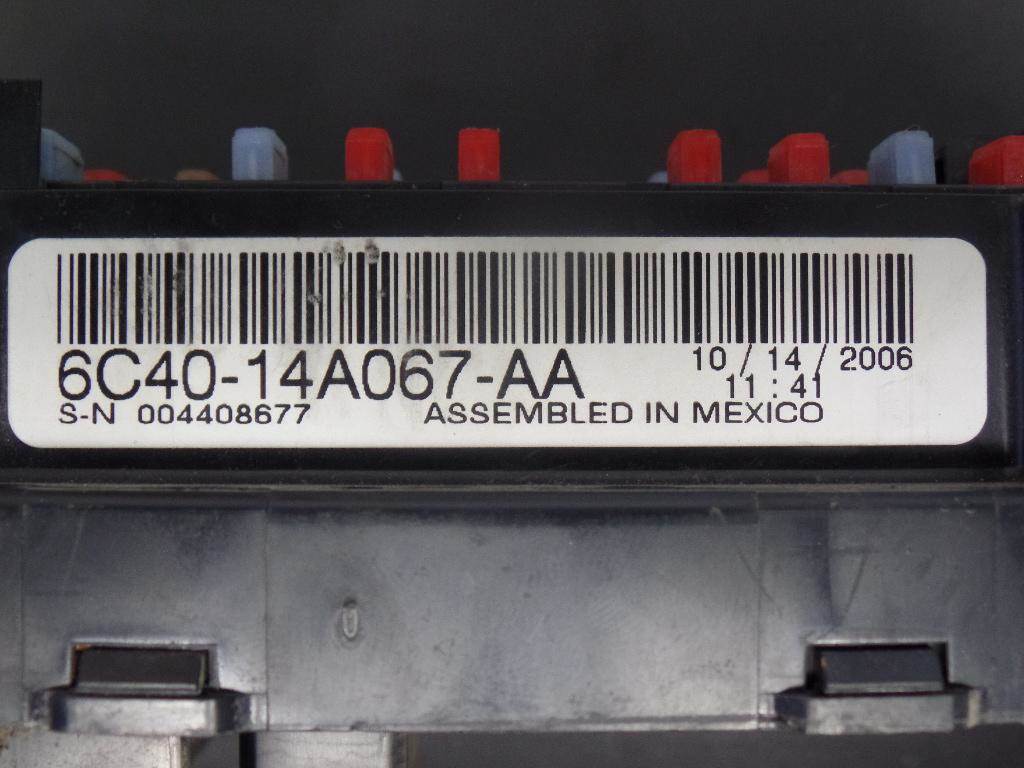 6C40-14A067-AA 10 / 14 / 2006
11 : 41
S-N 004408677 ASSEMBLED IN MEXICO